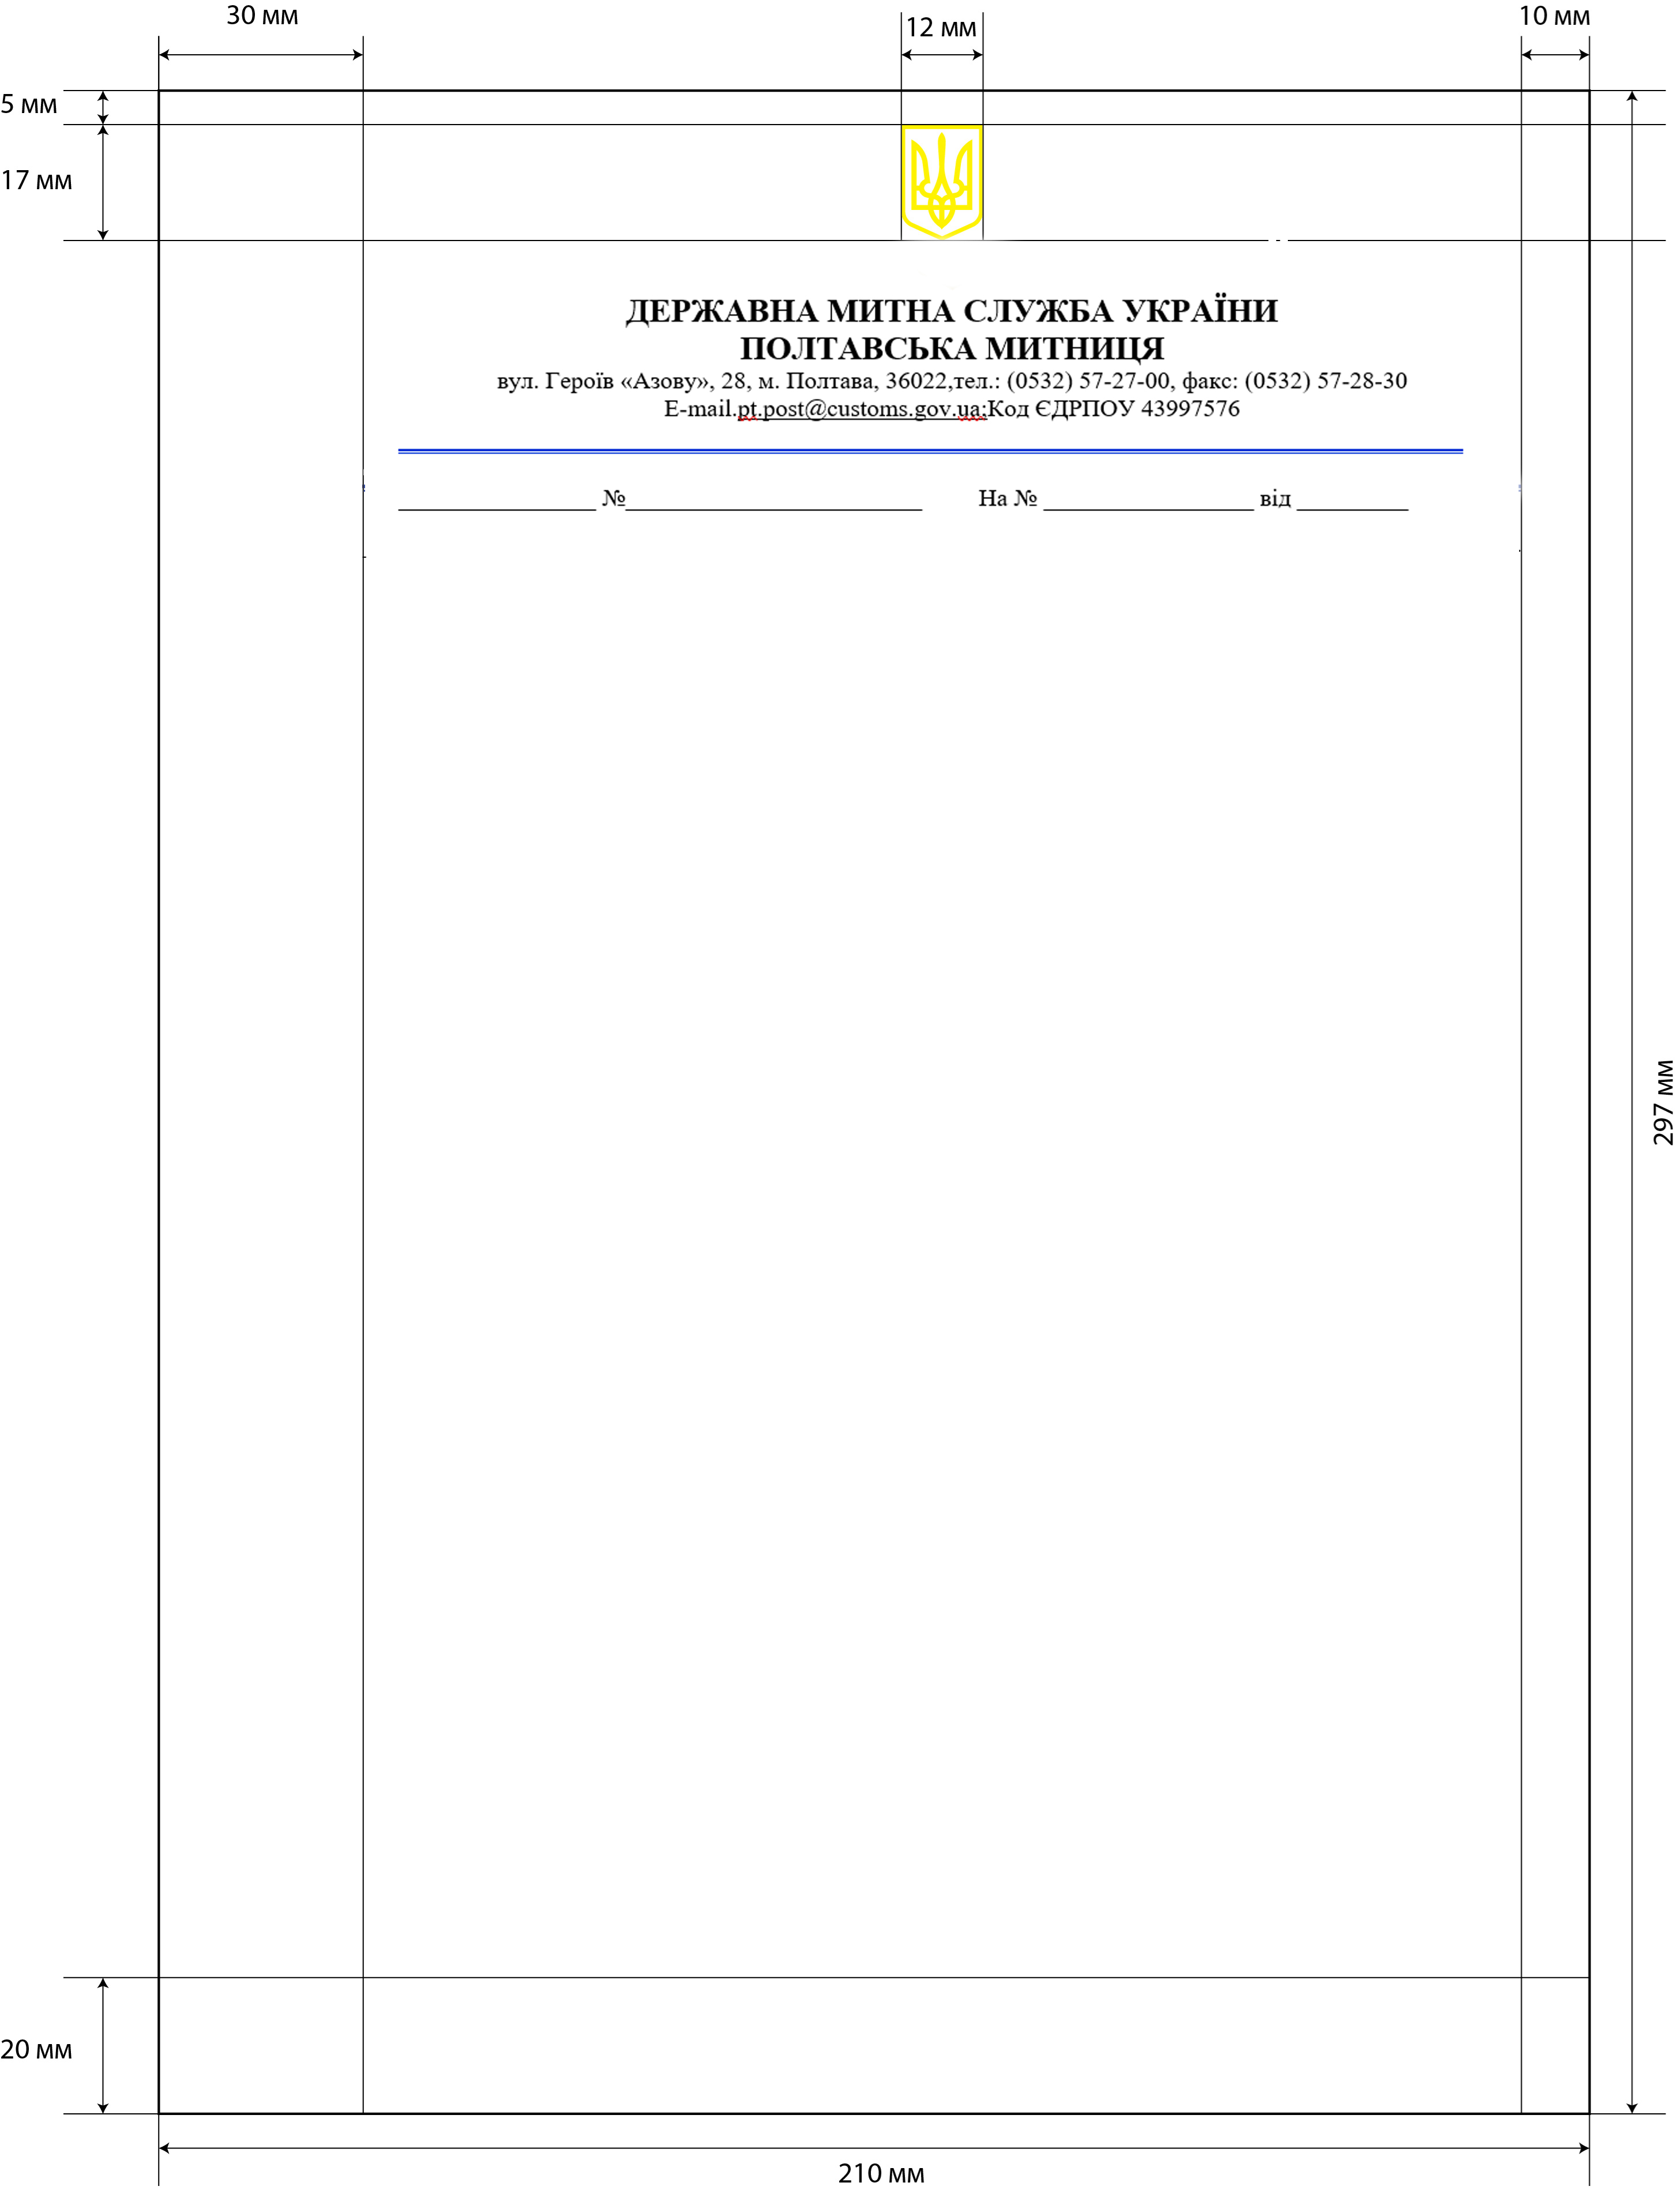 30 мм
12 мм
10 мм
5 мм
17 мм
ДЕРЖАВНА МИТНА СЛУЖБА УКРАЇНИ
ПОЛТАВСЬКА МИТНИЦЯ
вул. Героїв «Азову», 28, м. Полтава, 36022,тел.: (0532) 57-27-00, факс: (0532) 57-28-30
E-mail.pt.post@customs.gov.ua;Код ЄДРПОУ 43997576
________________ №________________________ На № _________________ від _________
297 мм
20 мм
210 мм